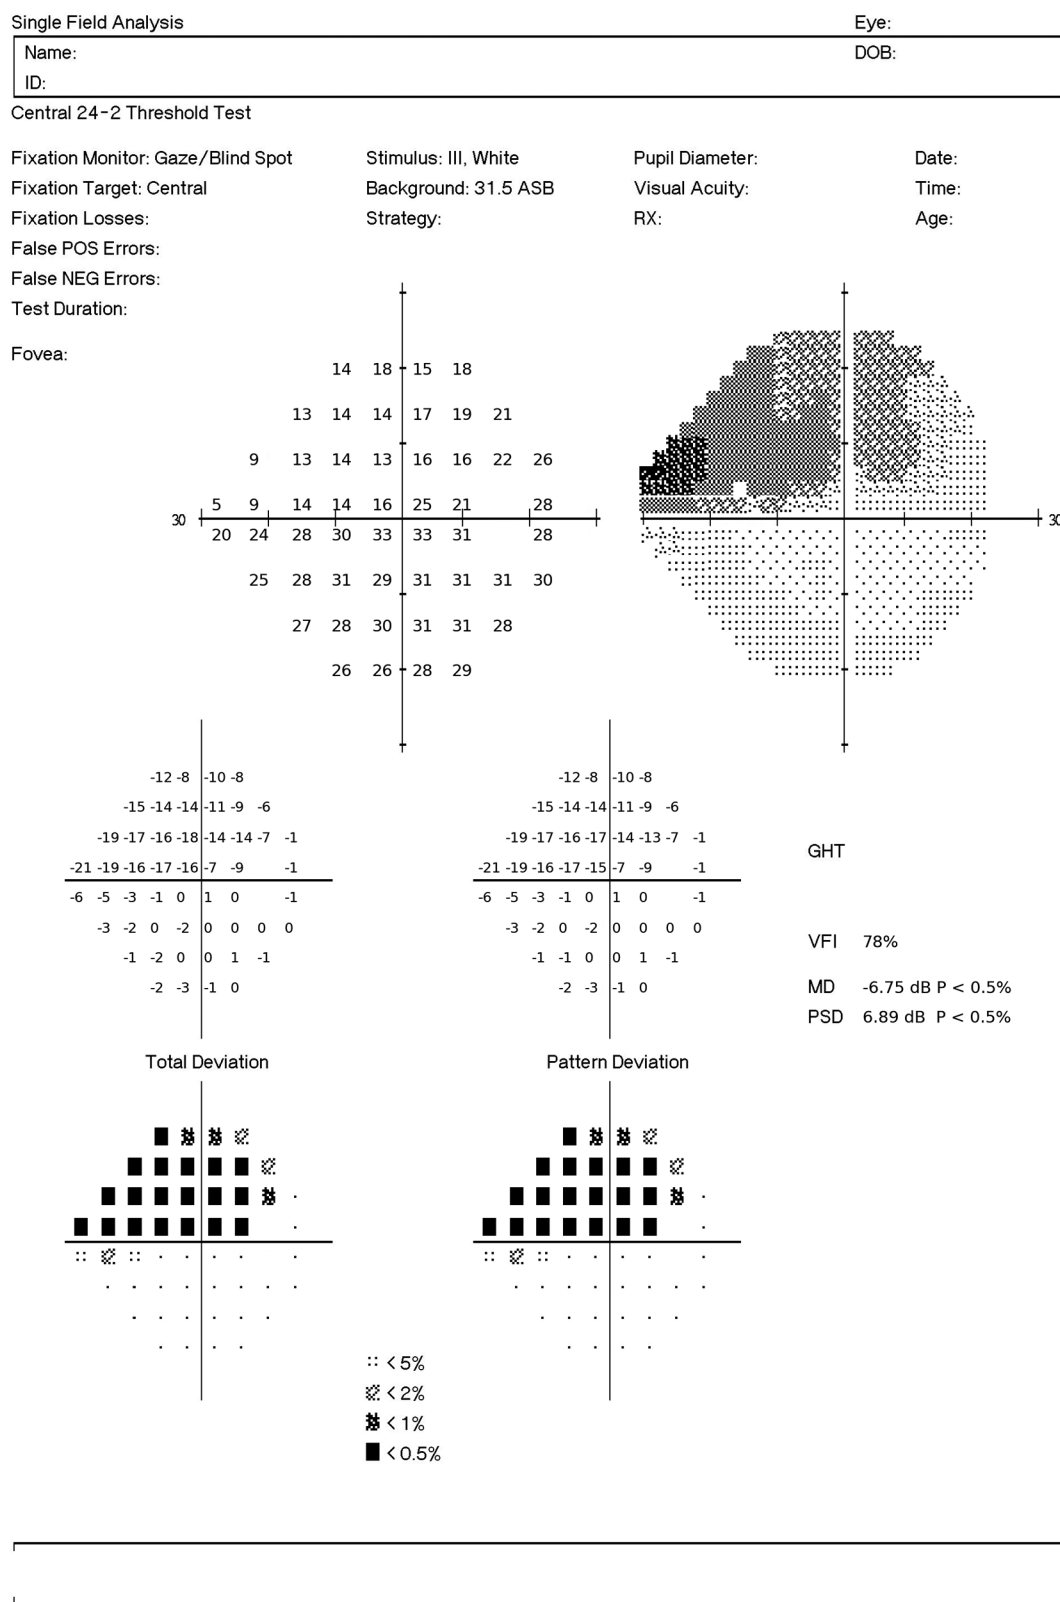 Single Field Analysis Eye:
Name: DOB:
ID:
Central 24-2 Threshold Test
Fixation Monitor: Gaze/Blind Spot Stimulus: III, White Pupil Diameter: Date:
Fixation Target: Central Background: 31.5 ASB Visual Acuity: Time:
Fixation Losses: Strategy: RX: Age:
False POS Errors:
False NEG Errors:
Test Duration:
Fovea:
14 18 15 18
13 14 14 17 19 21
9 13 14 13 16 16 22 26
5 9 14 14 16 25 21 28
30 30
20 24 28 30 33 33 31 28
25 28 31 29 31 31 31 30
27 28 30 31 31 28
26 26 28 29
-12 -8 -10 -8 -12 -8 -10 -8
-15 -14 -14 -11 -9 -6 -15 -14 -14 -11 -9 -6
-19 -17 -16 -18 -14 -14 -7 -1 -19 -17 -16 -17 -14 -13 -7 -1
GHT
-21 -19 -16 -17 -16 -7 -9 -1 -21 -19 -16 -17 -15 -7 -9 -1
-6 -5 -3 -1 0 1 0 -1 -6 -5 -3 -1 0 1 0 -1
-3 -2 0 -2 0 0 0 0 -3 -2 0 -2 0 0 0 0
VFI 78%
-1 -2 0 0 1 -1 -1 -1 0 0 1 -1
-2 -3 -1 0 -2 -3 -1 0
MD -6.75 dB P < 0.5%
PSD 6.89 dB P < 0.5%
Total Deviation Pattern Deviation
< 5%
< 2%
< 1%
< 0.5%